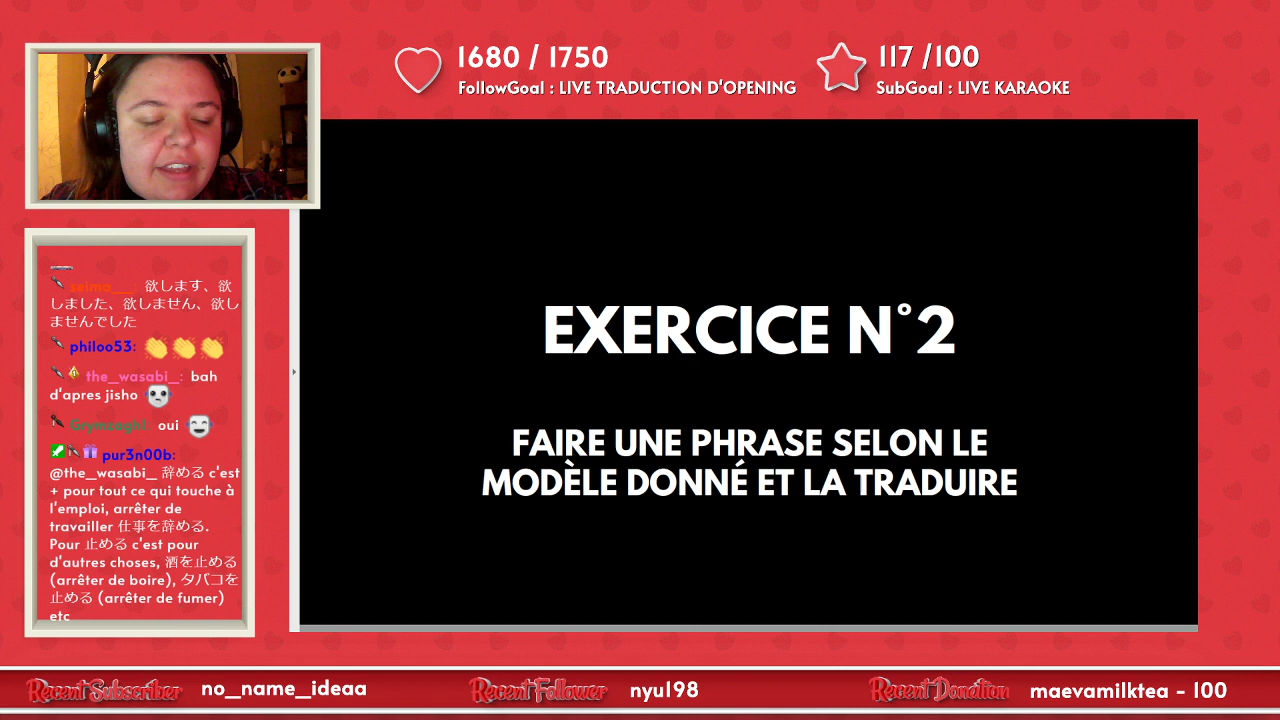 1680 / 1750
FollowGoal : LIVE TRADUCTION D'OPENING
117 /100
SubGoal : LIVE KARAOKE
seimo___: 欲します、欲
しました、欲しません、欲し
ませんでした
philoo53:
the_wasabi_: bah
d'apres jisho
Grymzaghl: oui
pur3n00b:
@the_wasabi_ 辞める c'est
+ pour tout ce qui touche à
l'emploi, arrêter de
travailler 仕事を辞める.
Pour 止める c'est pour
d'autres choses, 酒を止める
(arrêter de boire), タバコを
止める (arrêter de fumer)
etc
EXERCICE N°2
FAIRE UNE PHRASE SELON LE
MODÈLE DONNÉ ET LA TRADUIRE
Recent Subscriber no_name_ideaa
Recent Follower nyu198
Recent Donation maevamilktea - 100